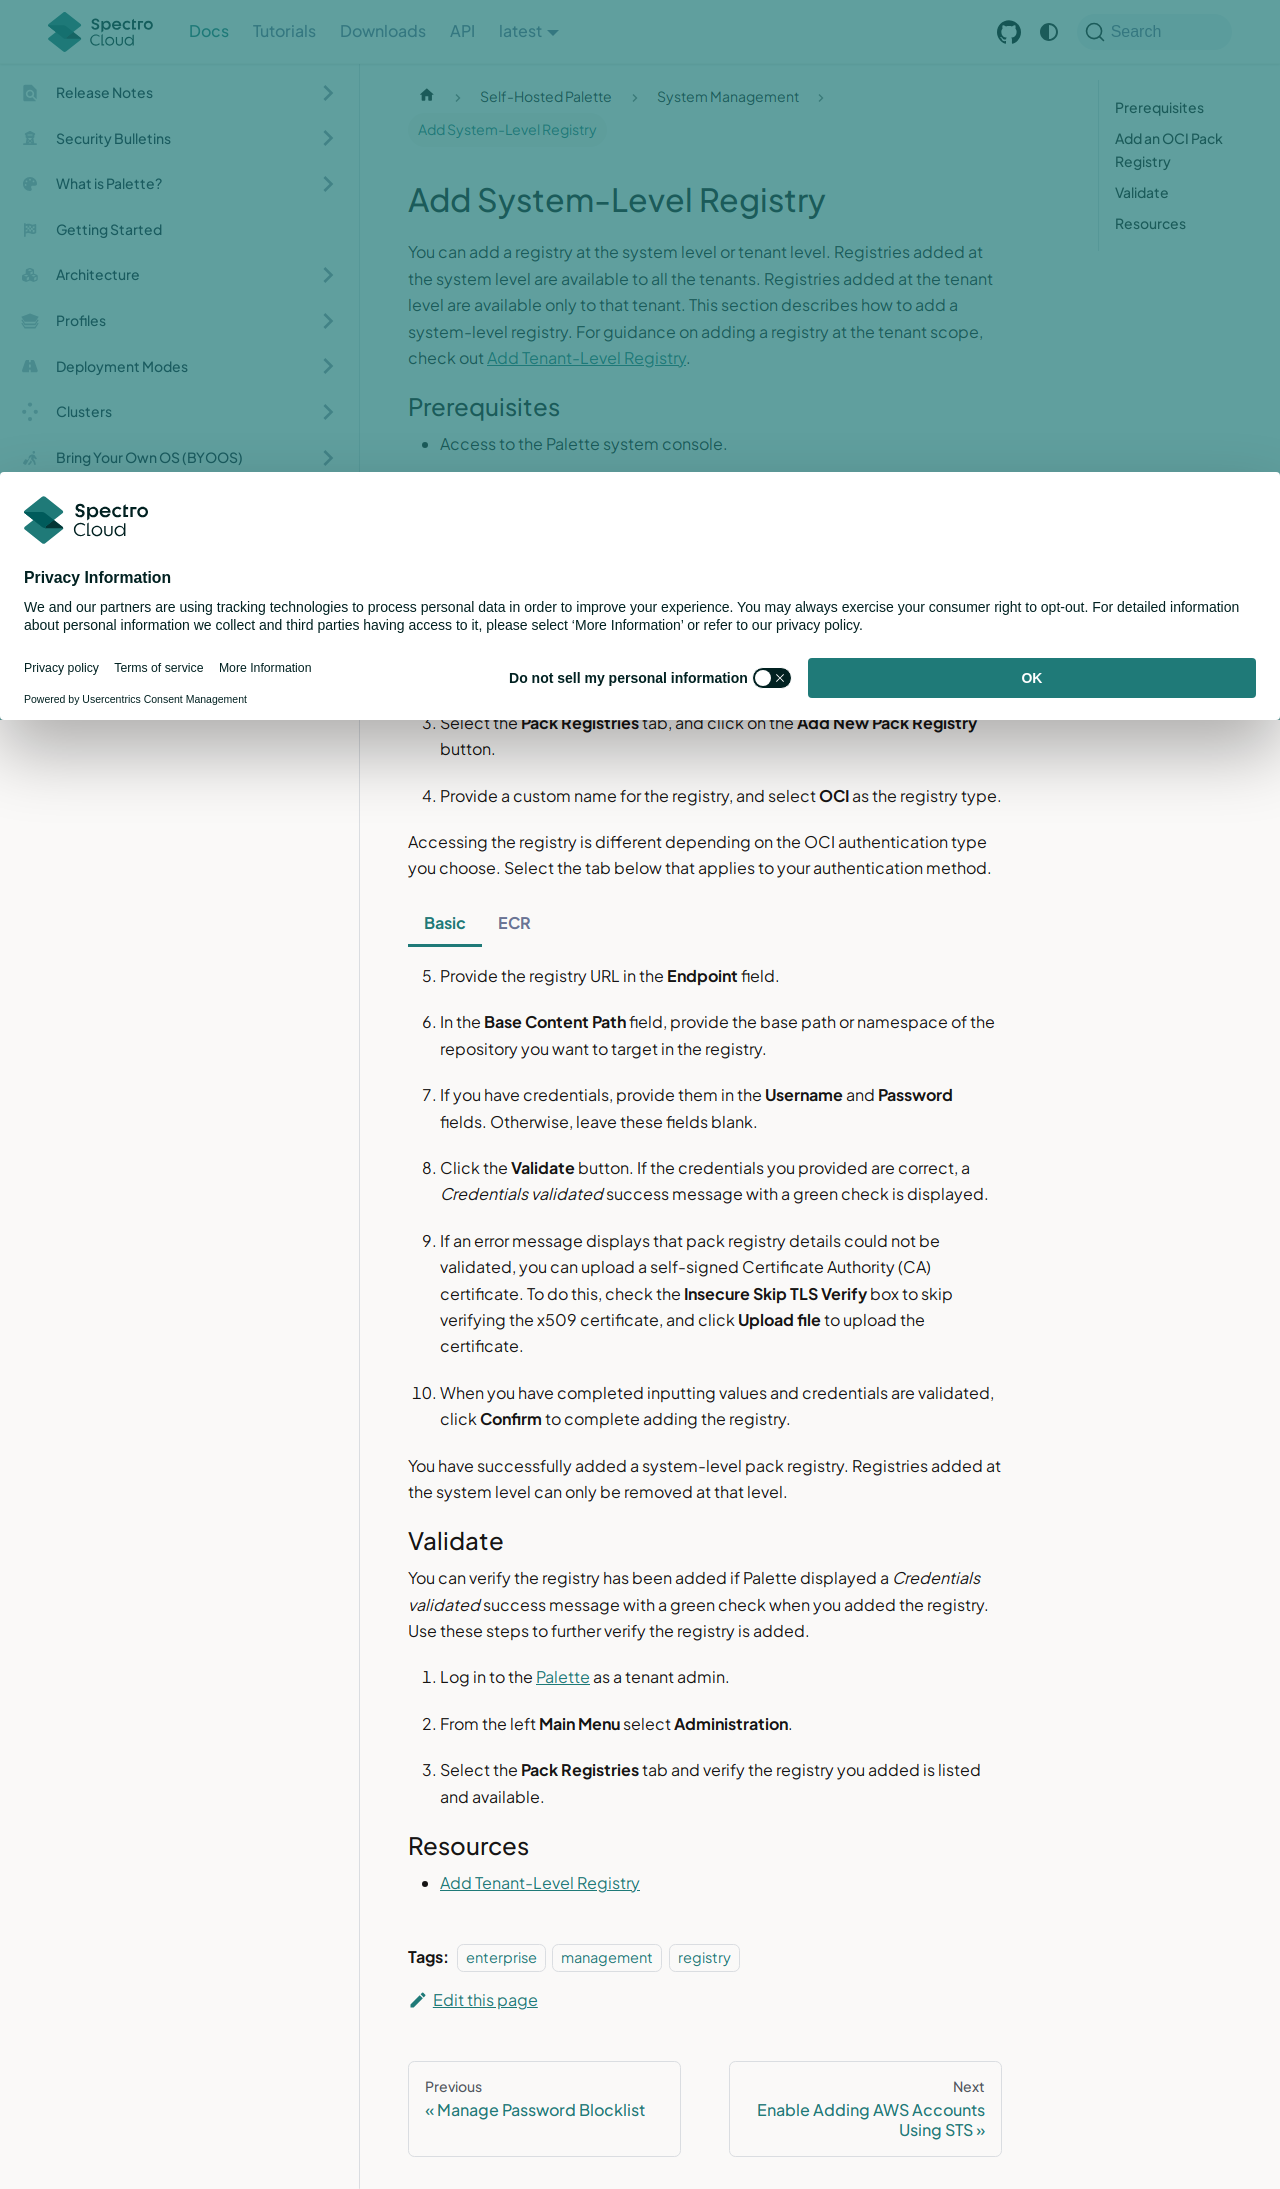 Spectro Cloud
Docs
Tutorials
Downloads
API
latest
Search
Release Notes
Security Bulletins
What is Palette?
Getting Started
Architecture
Profiles
Deployment Modes
Clusters
Bring Your Own OS (BYOOS)
Self-Hosted Palette
System Management
Add System-Level Registry
Prerequisites
Add an OCI Pack
Registry
Validate
Resources
Add System-Level Registry
You can add a registry at the system level or tenant level. Registries added at
the system level are available to all the tenants. Registries added at the tenant
level are available only to that tenant. This section describes how to add a
system-level registry. For guidance on adding a registry at the tenant scope,
check out Add Tenant-Level Registry.
Prerequisites
• Access to the Palette system console.
Spectro
Cloud
Privacy Information
We and our partners are using tracking technologies to process personal data in order to improve your experience. You may always exercise your consumer right to opt-out. For detailed information
about personal information we collect and third parties having access to it, please select ‘More Information’ or refer to our privacy policy.
Privacy policy
Terms of service
More Information
Powered by Usercentrics Consent Management
Do not sell my personal information
OK
3. Select the Pack Registries tab, and click on the Add New Pack Registry
button.
4. Provide a custom name for the registry, and select OCI as the registry type.
Accessing the registry is different depending on the OCI authentication type
you choose. Select the tab below that applies to your authentication method.
Basic
ECR
5. Provide the registry URL in the Endpoint field.
6. In the Base Content Path field, provide the base path or namespace of the
repository you want to target in the registry.
7. If you have credentials, provide them in the Username and Password
fields. Otherwise, leave these fields blank.
8. Click the Validate button. If the credentials you provided are correct, a
Credentials validated success message with a green check is displayed.
9. If an error message displays that pack registry details could not be
validated, you can upload a self-signed Certificate Authority (CA)
certificate. To do this, check the Insecure Skip TLS Verify box to skip
verifying the x509 certificate, and click Upload file to upload the
certificate.
10. When you have completed inputting values and credentials are validated,
click Confirm to complete adding the registry.
You have successfully added a system-level pack registry. Registries added at
the system level can only be removed at that level.
Validate
You can verify the registry has been added if Palette displayed a Credentials
validated success message with a green check when you added the registry.
Use these steps to further verify the registry is added.
1. Log in to the Palette as a tenant admin.
2. From the left Main Menu select Administration.
3. Select the Pack Registries tab and verify the registry you added is listed
and available.
Resources
• Add Tenant-Level Registry
Tags: enterprise management registry
Edit this page
Previous
« Manage Password Blocklist
Next
Enable Adding AWS Accounts
Using STS »